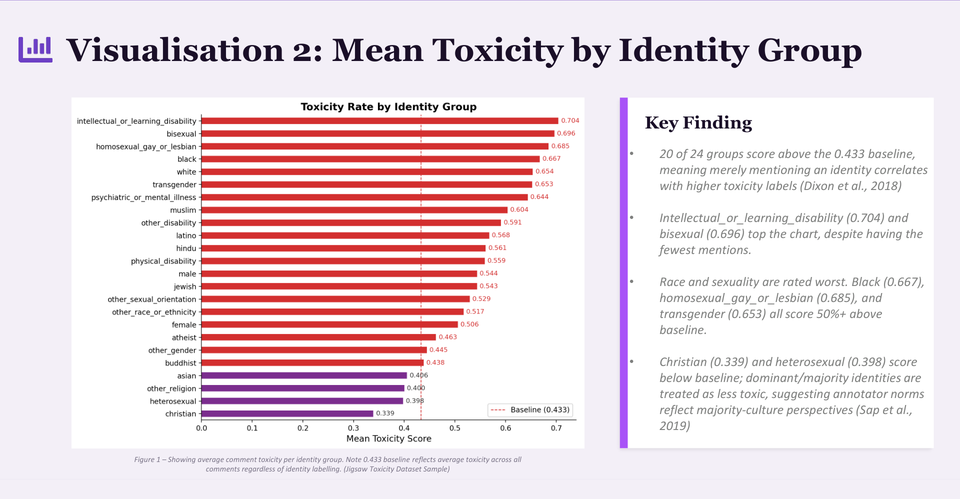 Visualisation 2: Mean Toxicity by Identity Group
Toxicity Rate by Identity Group
intellectual_or_learning_disability 0.704
bisexual 0.696
homosexual_gay_or_lesbian 0.685
black 0.667
white 0.654
transgender 0.653
psychiatric_or_mental_illness 0.644
muslim 0.604
other_disability 0.591
latino 0.568
hindu 0.561
physical_disability 0.559
male 0.544
jewish 0.543
other_sexual_orientation 0.529
other_race_or_ethnicity 0.517
female 0.506
atheist 0.463
other_gender 0.445
buddhist 0.438
asian 0.406
other_religion 0.400
heterosexual 0.398
christian 0.339
Baseline (0.433)
0.0 0.1 0.2 0.3 0.4 0.5 0.6 0.7
Mean Toxicity Score
Figure 1 – Showing average comment toxicity per identity group. Note 0.433 baseline reflects average toxicity across all
comments regardless of identity labelling. (Jigsaw Toxicity Dataset Sample)
Key Finding
• 20 of 24 groups score above the 0.433 baseline,
meaning merely mentioning an identity correlates
with higher toxicity labels (Dixon et al., 2018)
• Intellectual_or_learning_disability (0.704) and
bisexual (0.696) top the chart, despite having the
fewest mentions.
• Race and sexuality are rated worst. Black (0.667),
homosexual_gay_or_lesbian (0.685), and
transgender (0.653) all score 50%+ above
baseline.
• Christian (0.339) and heterosexual (0.398) score
below baseline; dominant/majority identities are
treated as less toxic, suggesting annotator norms
reflect majority-culture perspectives (Sap et al.,
2019)